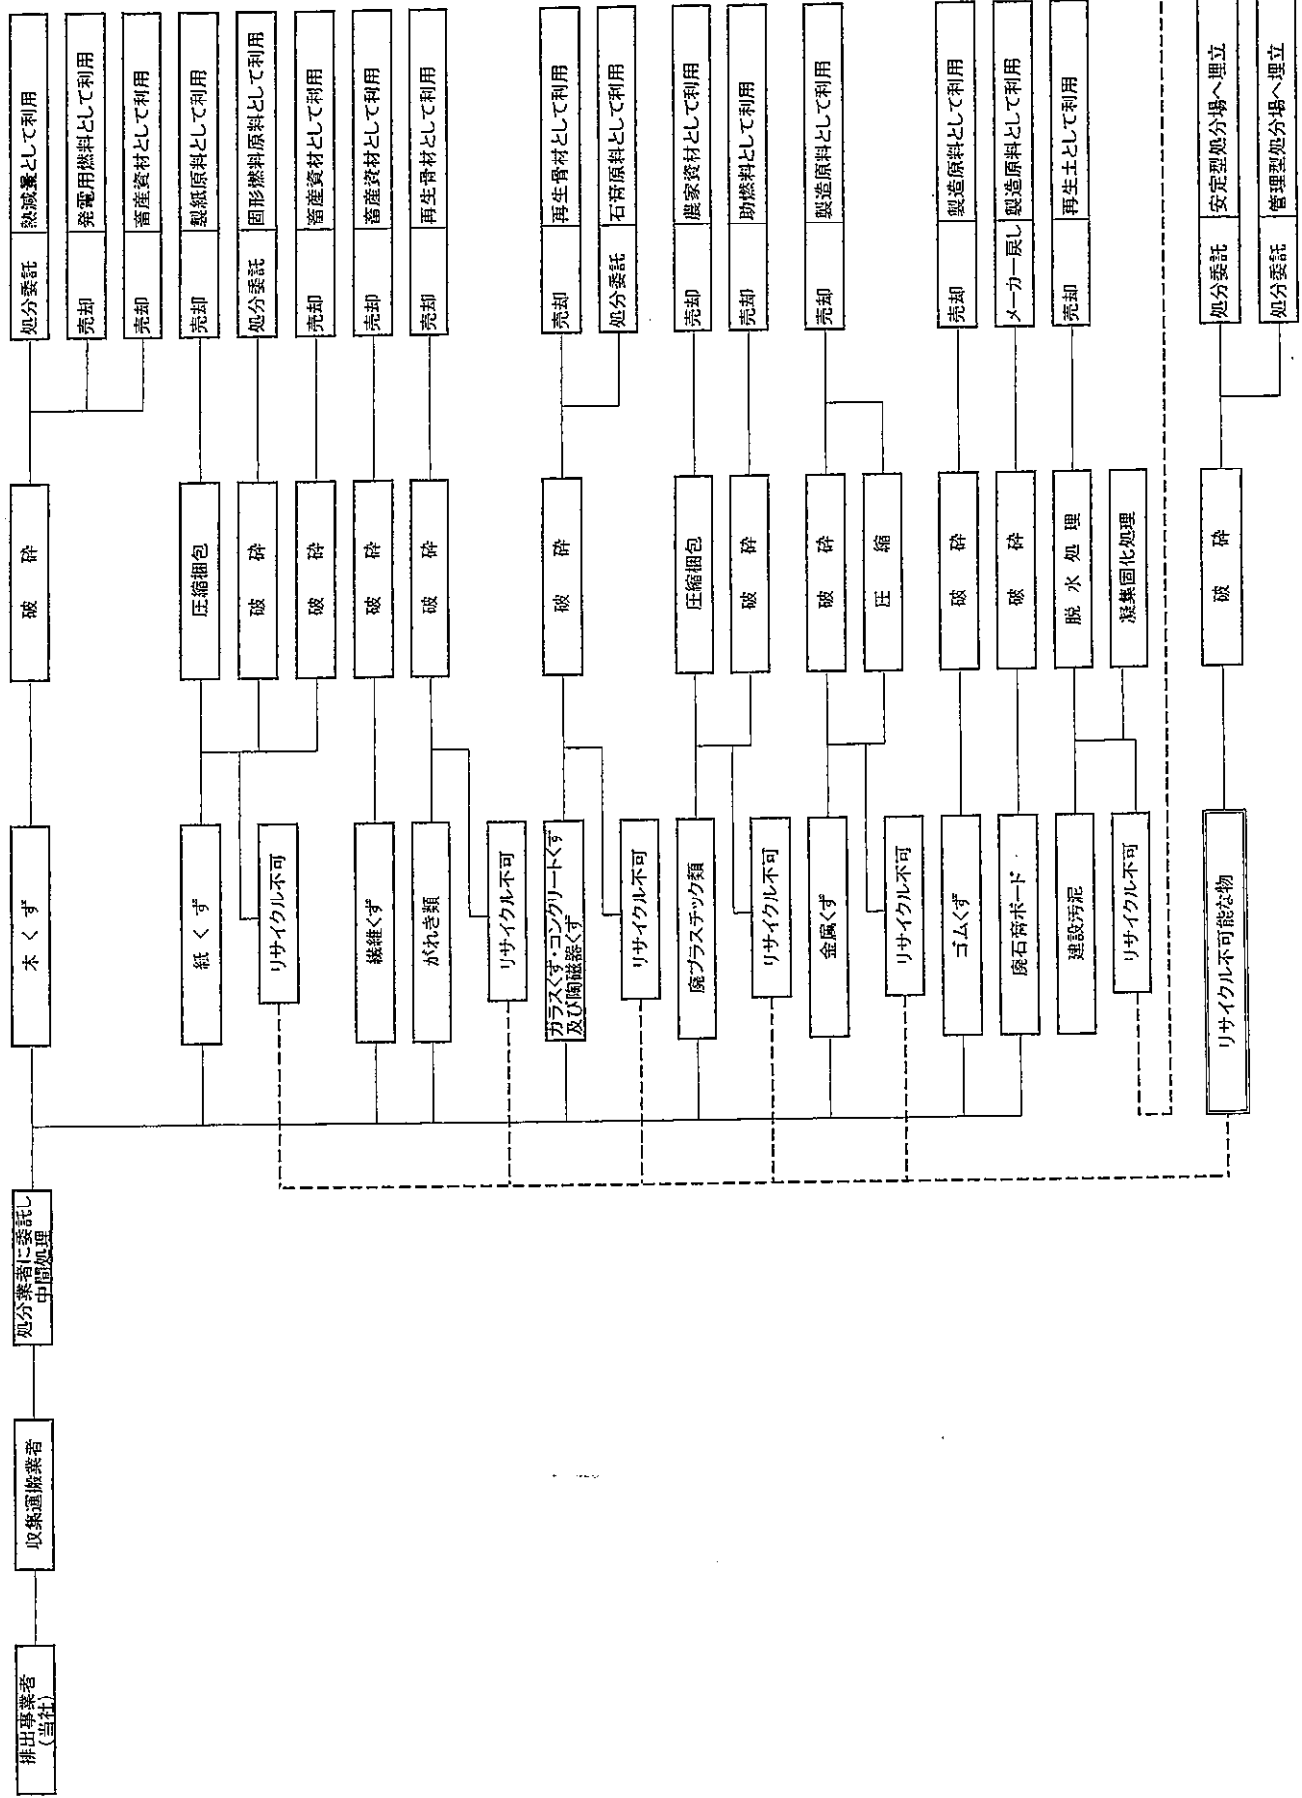 排出事業者
(当社)
収集運搬業者
処分業者に委託し
中間処理
木くず
破砕
処分委託 熱減量として利用
売却 発電用燃料として利用
売却 畜産資材として利用
紙くず
圧縮梱包
売却 製紙原料として利用
破砕
処分委託 固形燃料原料として利用
破砕
売却 畜産資材として利用
リサイクル不可
繊維くず
破砕
売却 畜産資材として利用
がれき類
破砕
売却 再生骨材として利用
リサイクル不可
ガラスくず・コンクリートくず
及び陶磁器くず
破砕
売却 再生骨材として利用
処分委託 石膏原料として利用
リサイクル不可
廃プラスチック類
圧縮梱包
売却 農家資材として利用
破砕
売却 助燃料として利用
リサイクル不可
金属くず
破砕
売却 製造原料として利用
圧縮
リサイクル不可
ゴムくず
破砕
売却 製造原料として利用
廃石膏ボード
破砕
メーカー戻し 製造原料として利用
建設汚泥
脱水処理
売却 再生土として利用
凝集固化処理
リサイクル不可
リサイクル不可能な物
破砕
処分委託 安定型処分場へ埋立
処分委託 管理型処分場へ埋立